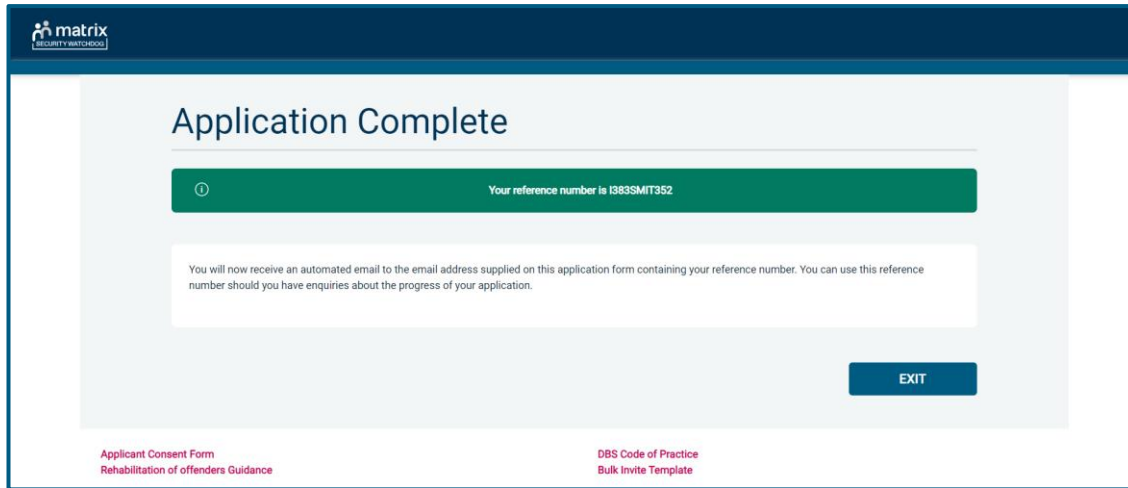 matrix
SECURITY WATCHDOG
Application Complete
Your reference number is I383SMIT352
You will now receive an automated email to the email address supplied on this application form containing your reference number. You can use this reference
number should you have enquiries about the progress of your application.
EXIT
Applicant Consent Form
Rehabilitation of offenders Guidance
DBS Code of Practice
Bulk Invite Template